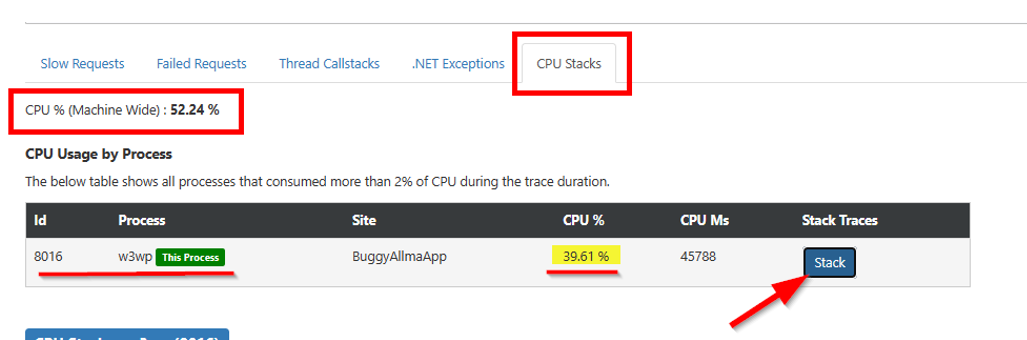 Slow Requests Failed Requests Thread Callstacks .NET Exceptions CPU Stacks
CPU % (Machine Wide) : 52.24 %
CPU Usage by Process
The below table shows all processes that consumed more than 2% of CPU during the trace duration.
Id Process Site CPU % CPU Ms Stack Traces
8016 w3wp This Process BuggyAllmaApp 39.61 % 45788 Stack